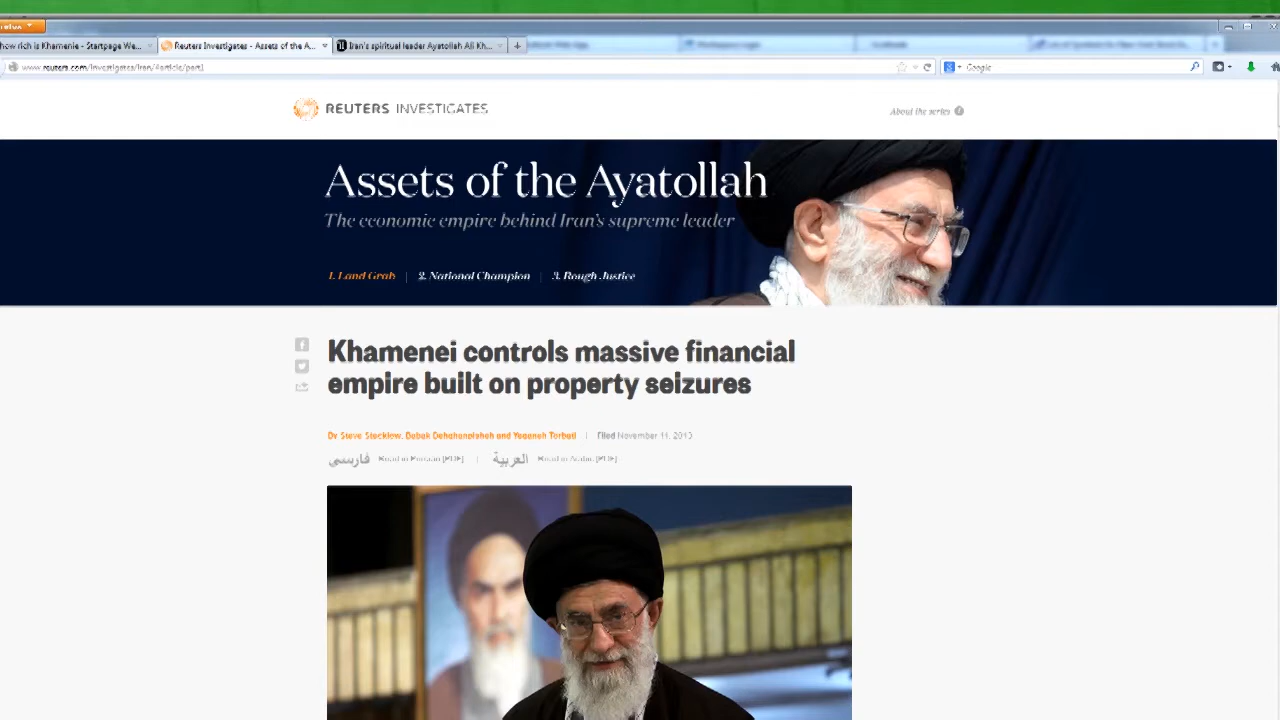 how rich is Khamenie - Startpage We...
Reuters Investigates - Assets of the A...
Iran's spiritual leader Ayatollah Ali Kh...
www.reuters.com/investigates/iran/#article/part1
Google
REUTERS INVESTIGATES
About the series
Assets of the Ayatollah
The economic empire behind Iran's supreme leader
1. Land Grab
2. National Champion
3. Rough Justice
Khamenei controls massive financial
empire built on property seizures
By Steve Stecklow, Babak Dehghanpisheh and Yeganeh Torbati
Filed November 11, 2013
فارسی Read in Persian [PDF]
العربية Read in Arabic [PDF]